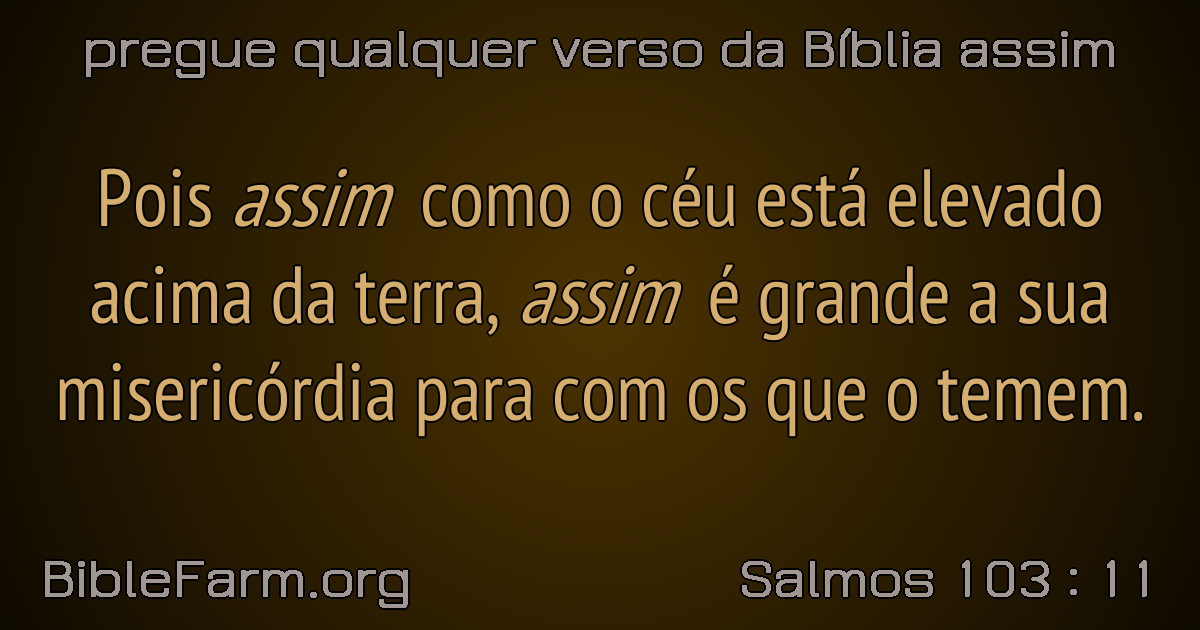 pregue qualquer verso da Bíblia assim
Pois assim como o céu está elevado
acima da terra, assim é grande a sua
misericórdia para com os que o temem.
BibleFarm.org
Salmos 103 : 11